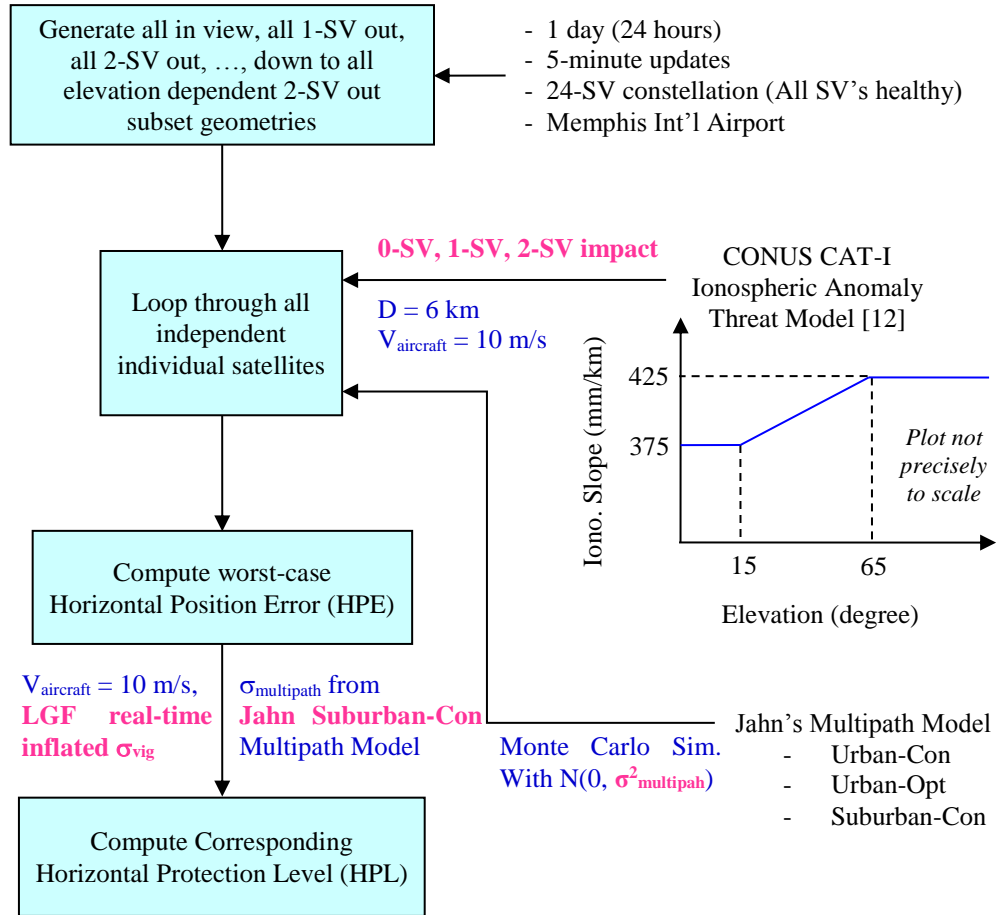 Generate all in view, all 1-SV out,
all 2-SV out, …, down to all
elevation dependent 2-SV out
subset geometries
- 1 day (24 hours)
- 5-minute updates
- 24-SV constellation (All SV's healthy)
- Memphis Int'l Airport
0-SV, 1-SV, 2-SV impact
D = 6 km
Vaircraft = 10 m/s
Loop through all
independent
individual satellites
CONUS CAT-I
Ionospheric Anomaly
Threat Model [12]
Iono. Slope (mm/km)
425
375
Plot not
precisely
to scale
15
65
Elevation (degree)
Compute worst-case
Horizontal Position Error (HPE)
Vaircraft = 10 m/s,
LGF real-time
inflated σvig
σmultipath from
Jahn Suburban-Con
Multipath Model
Monte Carlo Sim.
With N(0, σ²multipah)
Jahn's Multipath Model
- Urban-Con
- Urban-Opt
- Suburban-Con
Compute Corresponding
Horizontal Protection Level (HPL)